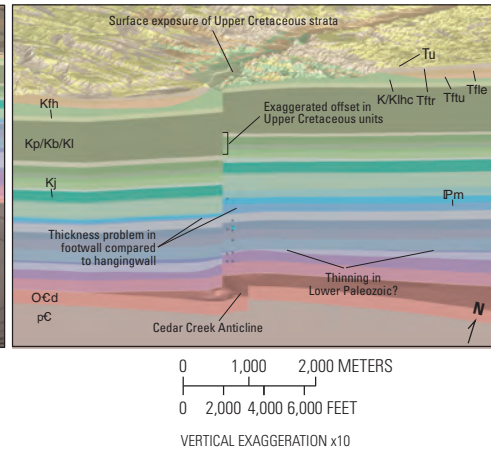 Surface exposure of Upper Cretaceous strata
Tu
Kfh
K/Klhc Tftr Tftu Tfle
Exaggerated offset in
Upper Cretaceous units
Kp/Kb/Kl
Kj
ℙm
Thickness problem in
footwall compared
to hangingwall
Thinning in
Lower Paleozoic?
O€d
p€
Cedar Creek Anticline
N
0 1,000 2,000 METERS
0 2,000 4,000 6,000 FEET
VERTICAL EXAGGERATION x10